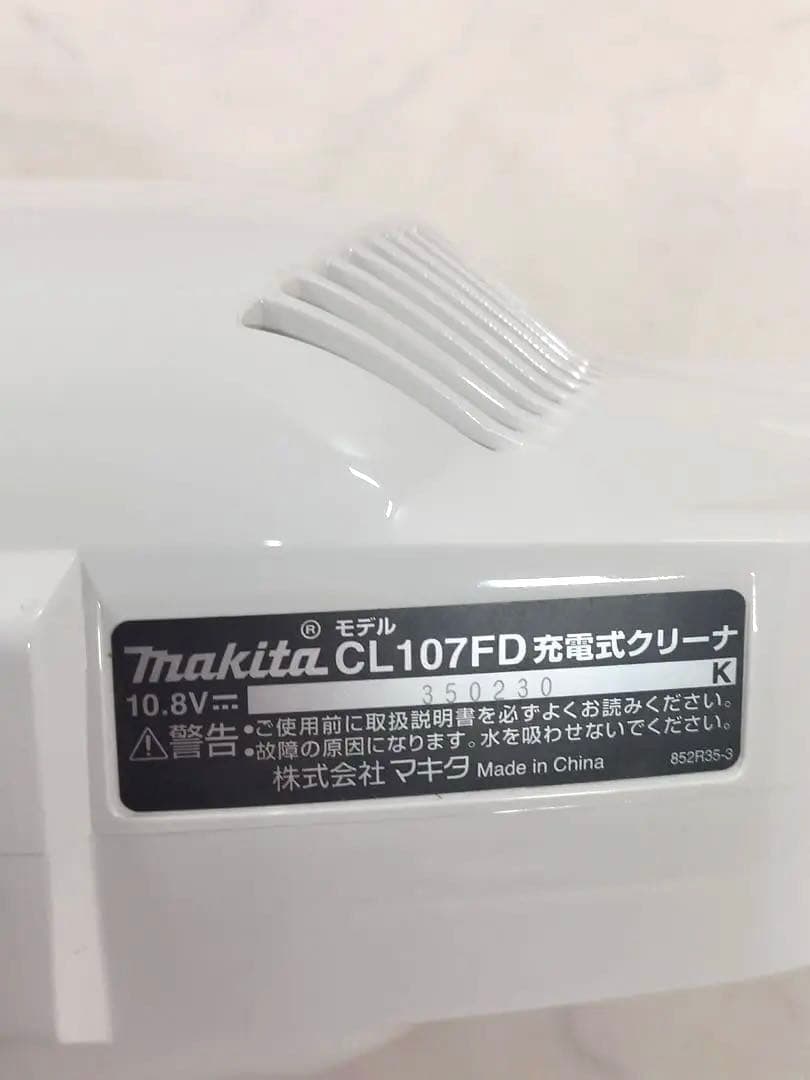 makita® モデル CL107FD 充電式クリーナ
10.8V⎓ 350230 K
⚠警告 •ご使用前に取扱説明書を必ずよくお読みください。
•故障の原因になります。水を吸わせないでください。
株式会社 マキタ Made in China 852R35-3